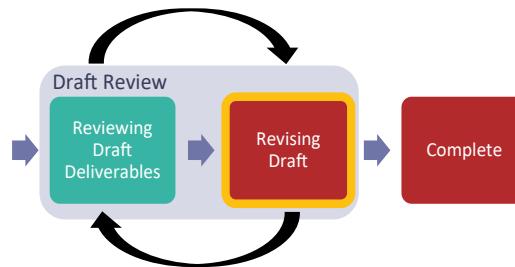 Draft Review
Reviewing
Draft
Deliverables
Revising
Draft
Complete